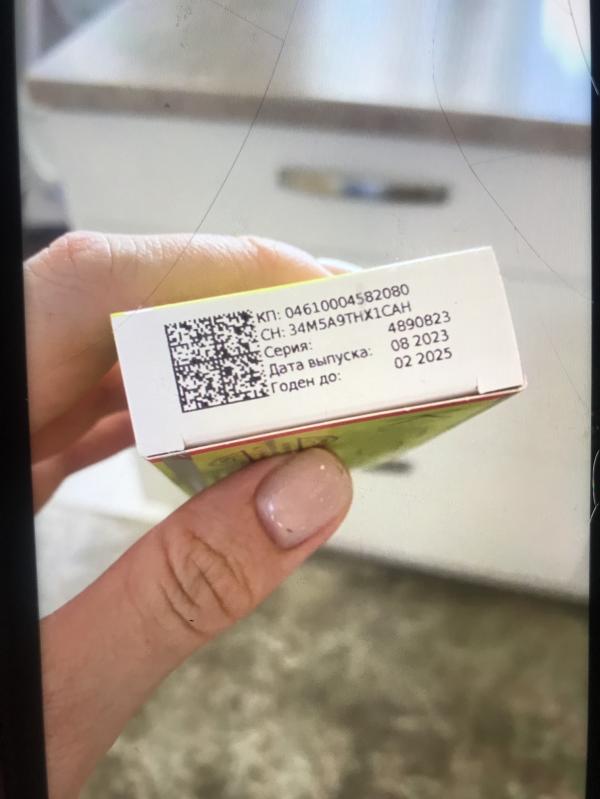 КП: 04610004582080
СН: 34M5A9THX1CAH
Серия: 4890823
Дата выпуска: 08 2023
Годен до: 02 2025